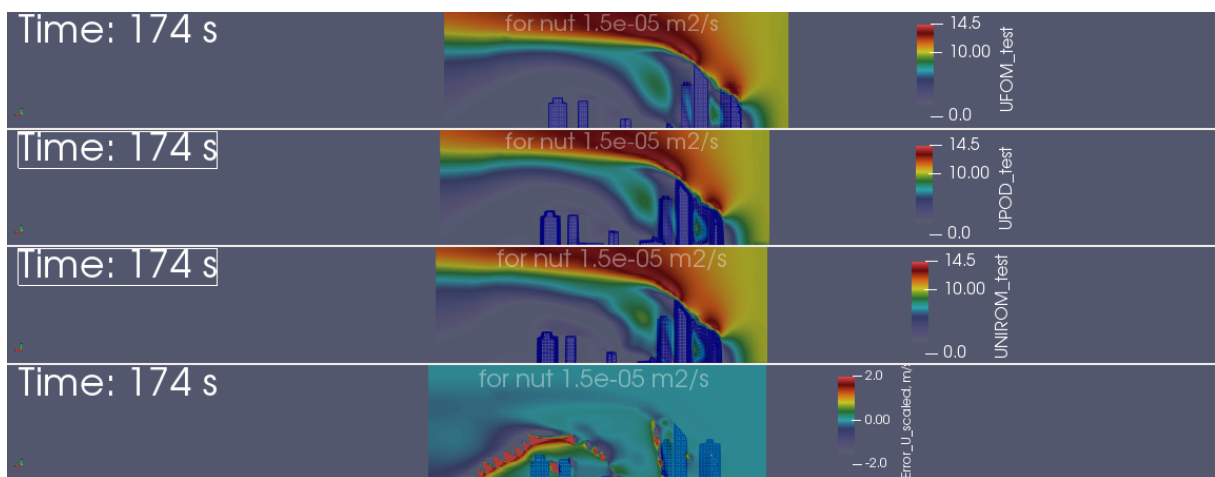 Time: 174 s
for nut 1.5e-05 m2/s
14.5
10.00
0.0
UFOM_test
Time: 174 s
for nut 1.5e-05 m2/s
14.5
10.00
0.0
UPOD_test
Time: 174 s
for nut 1.5e-05 m2/s
14.5
10.00
0.0
UNIROM_test
Time: 174 s
for nut 1.5e-05 m2/s
2.0
0.00
-2.0
Error_U_scaled, m/s